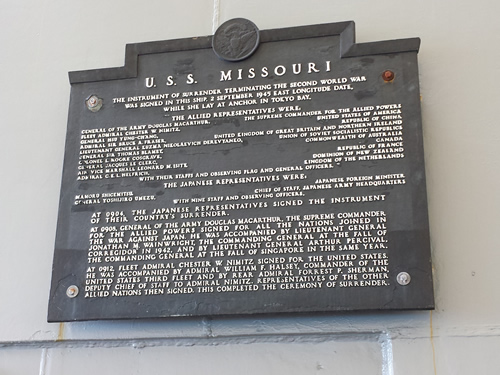 U. S. S. MISSOURI
THE INSTRUMENT OF SURRENDER TERMINATING THE SECOND WORLD WAR
WAS SIGNED IN THIS SHIP, 2 SEPTEMBER 1945 EAST LONGITUDE DATE,
WHILE SHE LAY AT ANCHOR IN TOKYO BAY.
THE ALLIED REPRESENTATIVES WERE,
GENERAL OF THE ARMY DOUGLAS MACARTHUR, THE SUPREME COMMANDER FOR THE ALLIED POWERS
FLEET ADMIRAL CHESTER W. NIMITZ, UNITED STATES OF AMERICA
REPUBLIC OF CHINA
ADMIRAL SIR BRUCE A. FRASER, UNITED KINGDOM OF GREAT BRITAIN AND NORTHERN IRELAND
LIEUTENANT GENERAL KUZMA NIKOLAEVICH DEREVYANKO, UNION OF SOVIET SOCIALISTIC REPUBLICS
GENERAL SIR THOMAS BLAMEY, COMMONWEALTH OF AUSTRALIA
COLONEL L. MOORE COSGRAVE, CANADA
GENERAL JACQUES LE CLERC, REPUBLIC OF FRANCE
AIR VICE MARSHALL LEONARD M. ISITT, DOMINION OF NEW ZEALAND
ADMIRAL C.E.L. HELFRICH, KINGDOM OF THE NETHERLANDS
WITH THEIR STAFFS AND OBSERVING FLAG AND GENERAL OFFICERS.
THE JAPANESE REPRESENTATIVES WERE:
MAMORU SHIGEMITSU JAPANESE FOREIGN MINISTER
GENERAL YOSHIJIRO UMEZU, CHIEF OF STAFF, JAPANESE ARMY HEADQUARTERS
WITH NINE STAFF AND OBSERVING OFFICERS.
AT 0904, THE JAPANESE REPRESENTATIVES SIGNED THE INSTRUMENT
OF THEIR COUNTRY'S SURRENDER.
AT 0908, GENERAL OF THE ARMY DOUGLAS MACARTHUR, THE SUPREME COMMANDER
FOR THE ALLIED POWERS SIGNED FOR ALL THE NATIONS JOINED IN
THE WAR AGAINST JAPAN. HE WAS ACCOMPANIED BY LIEUTENANT GENERAL
JONATHAN M. WAINWRIGHT, THE COMMANDING GENERAL AT THE FALL OF
CORREGIDOR IN 1942, AND BY LIEUTENANT GENERAL ARTHUR PERCIVAL,
THE COMMANDING GENERAL AT THE FALL OF SINGAPORE IN THE SAME YEAR.
AT 0912, FLEET ADMIRAL CHESTER W. NIMITZ SIGNED FOR THE UNITED STATES.
HE WAS ACCOMPANIED BY ADMIRAL WILLIAM F. HALSEY, COMMANDER OF THE
UNITED STATES THIRD FLEET AND BY REAR ADMIRAL FORREST P. SHERMAN,
DEPUTY CHIEF OF STAFF TO ADMIRAL NIMITZ. REPRESENTATIVES OF THE OTHER
ALLIED NATIONS THEN SIGNED. THIS COMPLETED THE CEREMONY OF SURRENDER.